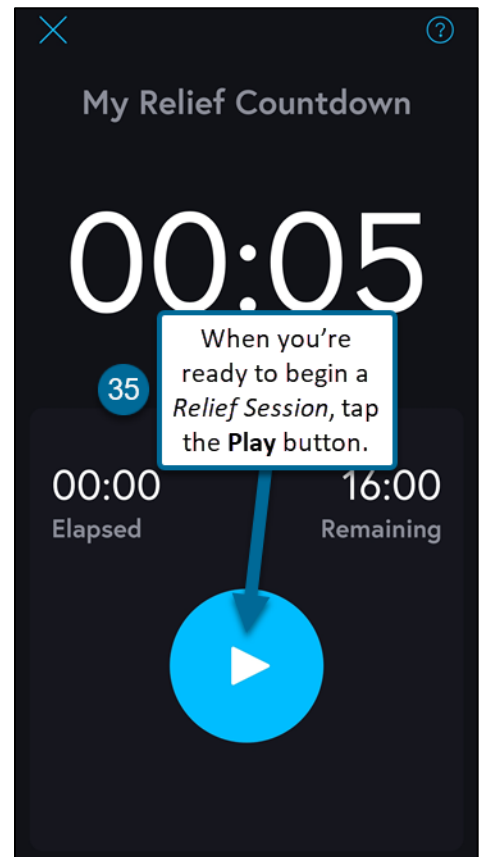 ?
My Relief Countdown
00:05
When you're
ready to begin a
Relief Session, tap
the Play button.
35
00:00
16:00
Elapsed
Remaining